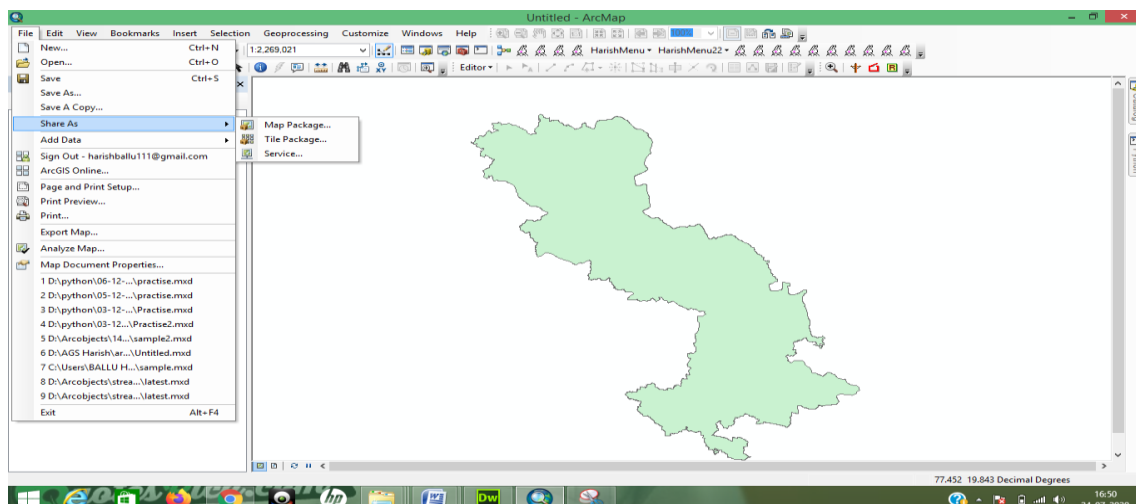 Untitled - ArcMap
File Edit View Bookmarks Insert Selection Geoprocessing Customize Windows Help 100%
New... Ctrl+N
1:2,269,021 HarishMenu HarishMenu22
Open... Ctrl+O
Editor
Save Ctrl+S
Save As...
Save A Copy...
Share As
Map Package...
Tile Package...
Service...
Add Data
Sign Out - harishballu111@gmail.com
ArcGIS Online...
Page and Print Setup...
Print Preview...
Print...
Export Map...
Analyze Map...
Map Document Properties...
1 D:\python\06-12-...\practise.mxd
2 D:\python\05-12-...\practise.mxd
3 D:\python\03-12-...\Practise.mxd
4 D:\python\03-12...\Practise2.mxd
5 D:\Arcobjects\14...\sample2.mxd
6 D:\AGS Harish\ar...\Untitled.mxd
7 C:\Users\BALLU H...\sample.mxd
8 D:\Arcobjects\strea...\latest.mxd
9 D:\Arcobjects\strea...\latest.mxd
Exit Alt+F4
77.452 19.843 Decimal Degrees
hp
Dw
16:50